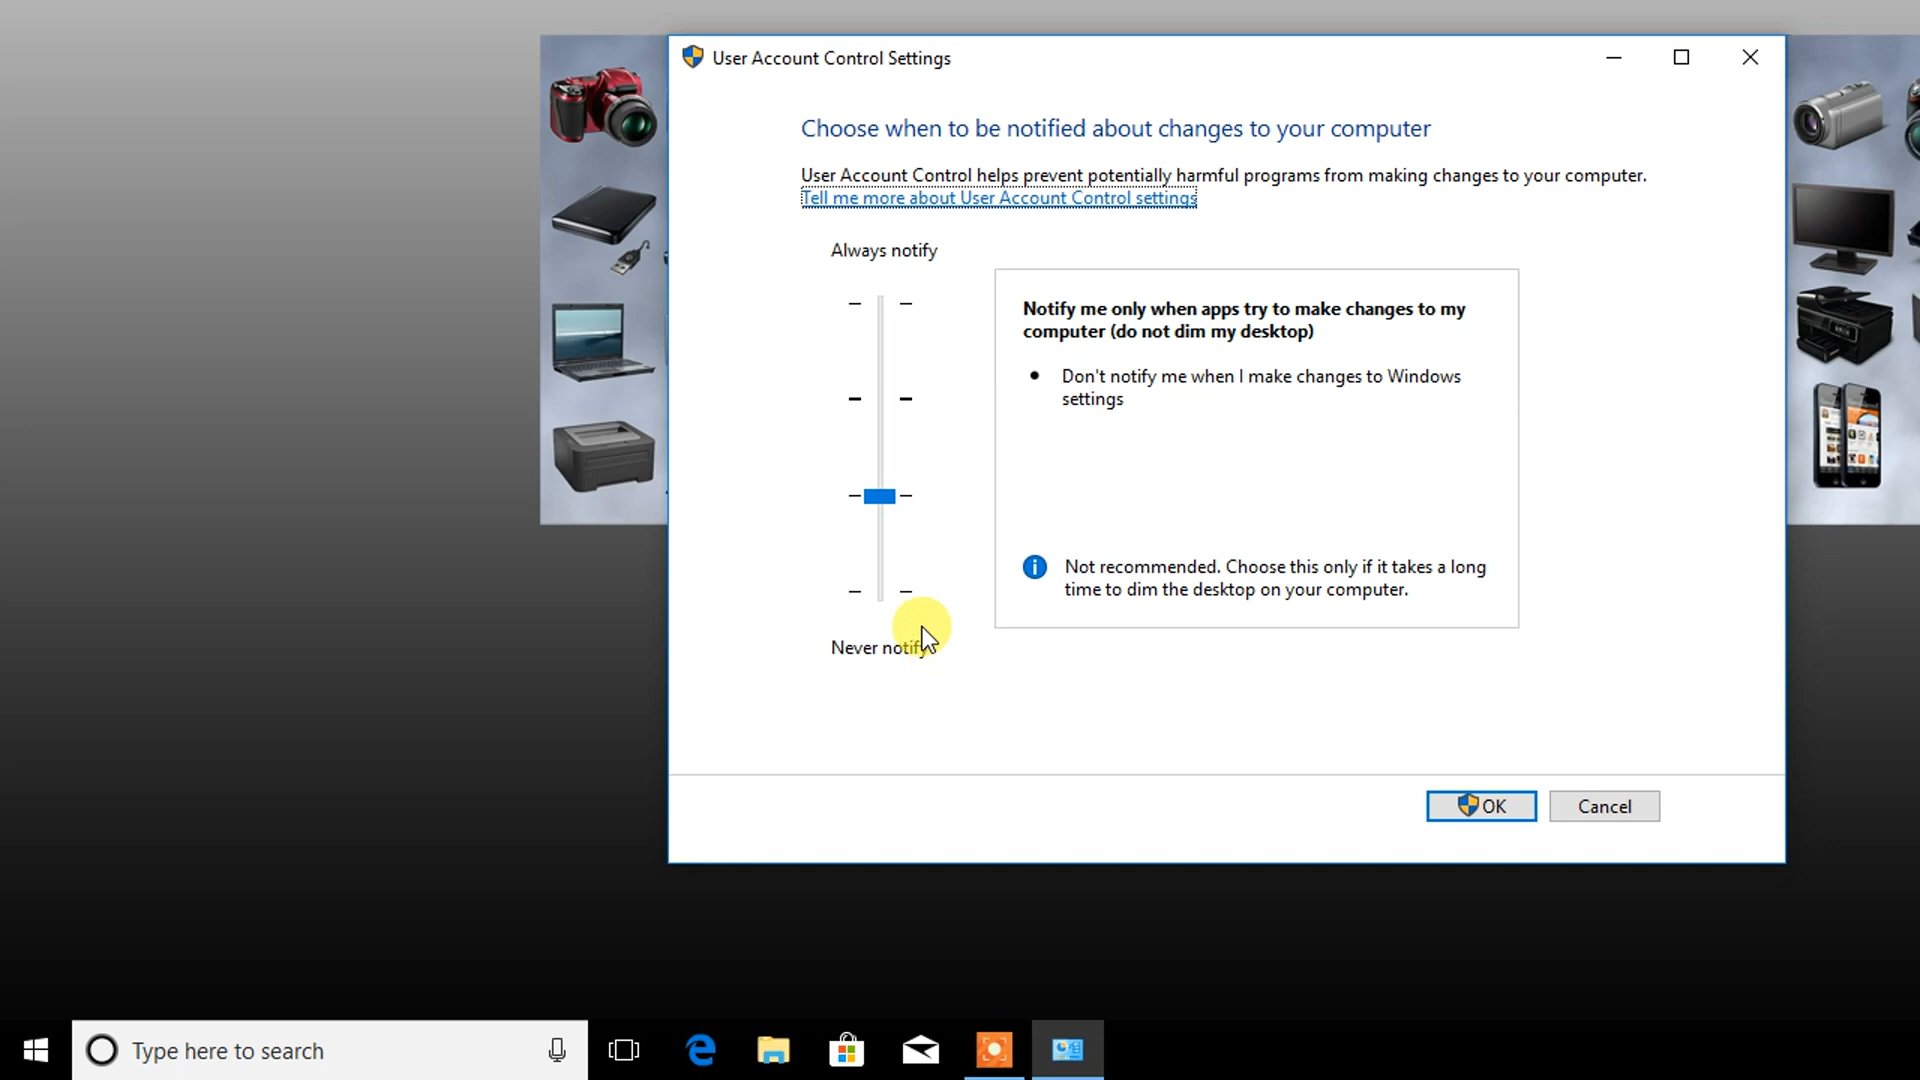 User Account Control Settings
Choose when to be notified about changes to your computer
User Account Control helps prevent potentially harmful programs from making changes to your computer.
Tell me more about User Account Control settings
Always notify
Notify me only when apps try to make changes to my
computer (do not dim my desktop)
Don't notify me when I make changes to Windows
settings
Not recommended. Choose this only if it takes a long
time to dim the desktop on your computer.
Never notify
OK
Cancel
Type here to search